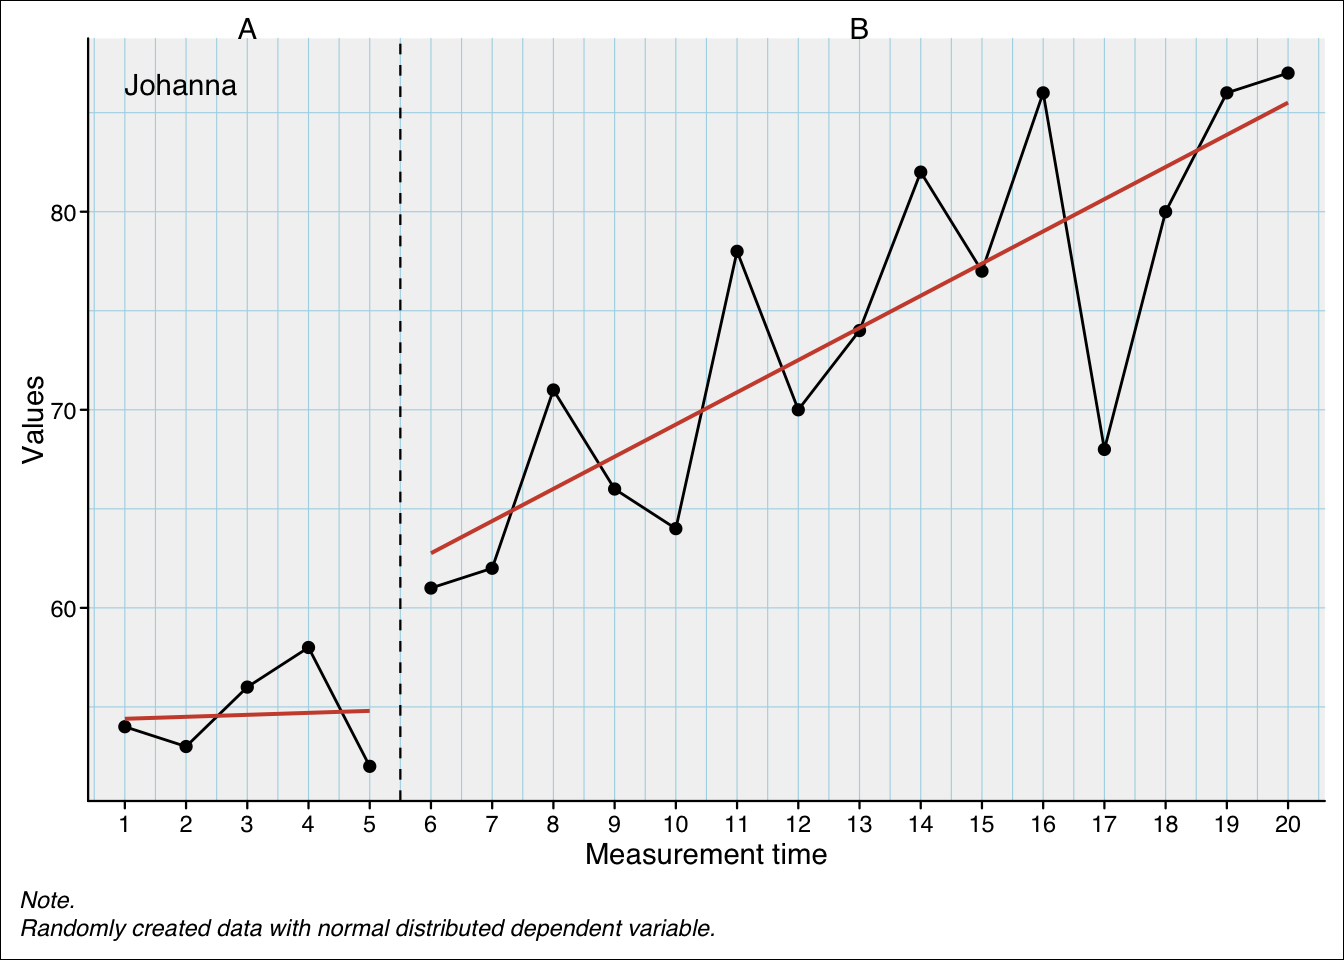 A B
Johanna
80
70
60
Values
1 2 3 4 5 6 7 8 9 10 11 12 13 14 15 16 17 18 19 20
Measurement time
Note.
Randomly created data with normal distributed dependent variable.